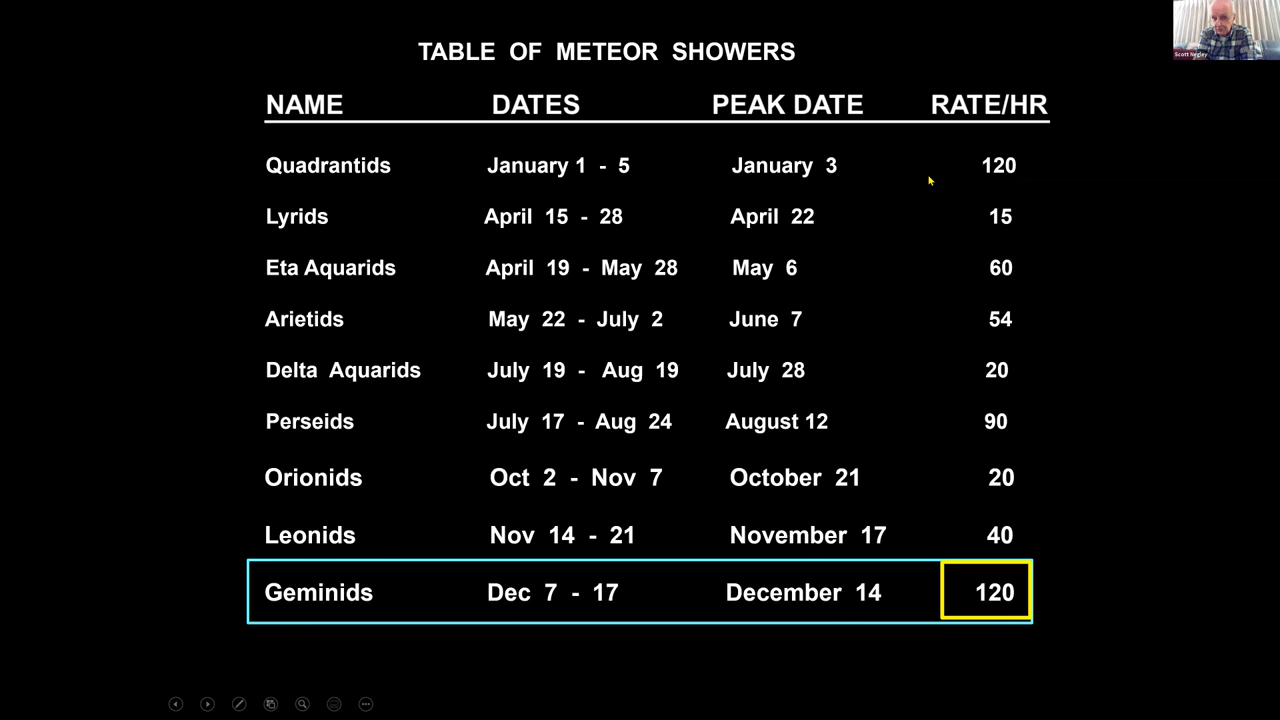 TABLE OF METEOR SHOWERS
NAME DATES PEAK DATE RATE/HR
Quadrantids January 1 - 5 January 3 120
Lyrids April 15 - 28 April 22 15
Eta Aquarids April 19 - May 28 May 6 60
Arietids May 22 - July 2 June 7 54
Delta Aquarids July 19 - Aug 19 July 28 20
Perseids July 17 - Aug 24 August 12 90
Orionids Oct 2 - Nov 7 October 21 20
Leonids Nov 14 - 21 November 17 40
Geminids Dec 7 - 17 December 14 120
Scott Negley